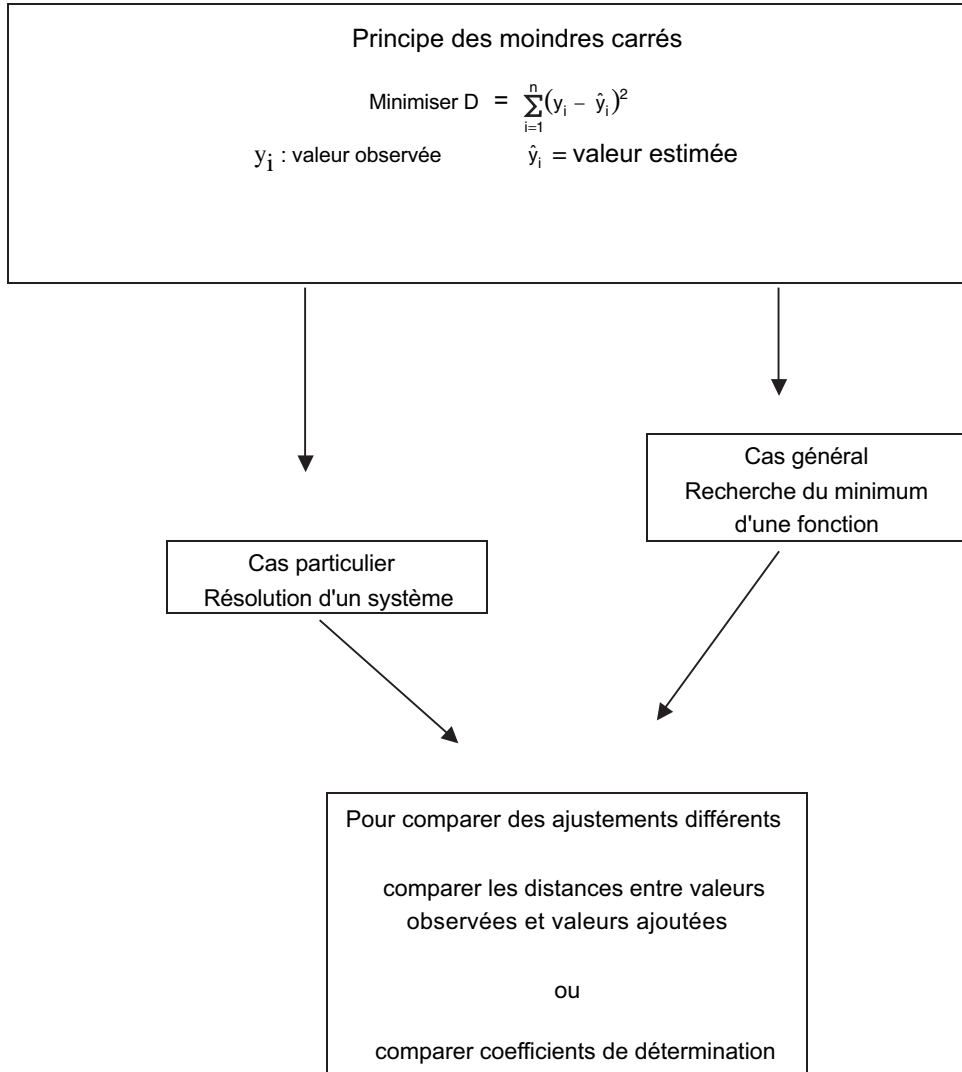 Principe des moindres carrés
Minimiser D = ∑ᵢ₌₁ⁿ (yᵢ – ŷᵢ)²
yᵢ : valeur observée ŷᵢ = valeur estimée
Cas général
Recherche du minimum
d'une fonction
Cas particulier
Résolution d'un système
Pour comparer des ajustements différents
comparer les distances entre valeurs
observées et valeurs ajoutées
ou
comparer coefficients de détermination